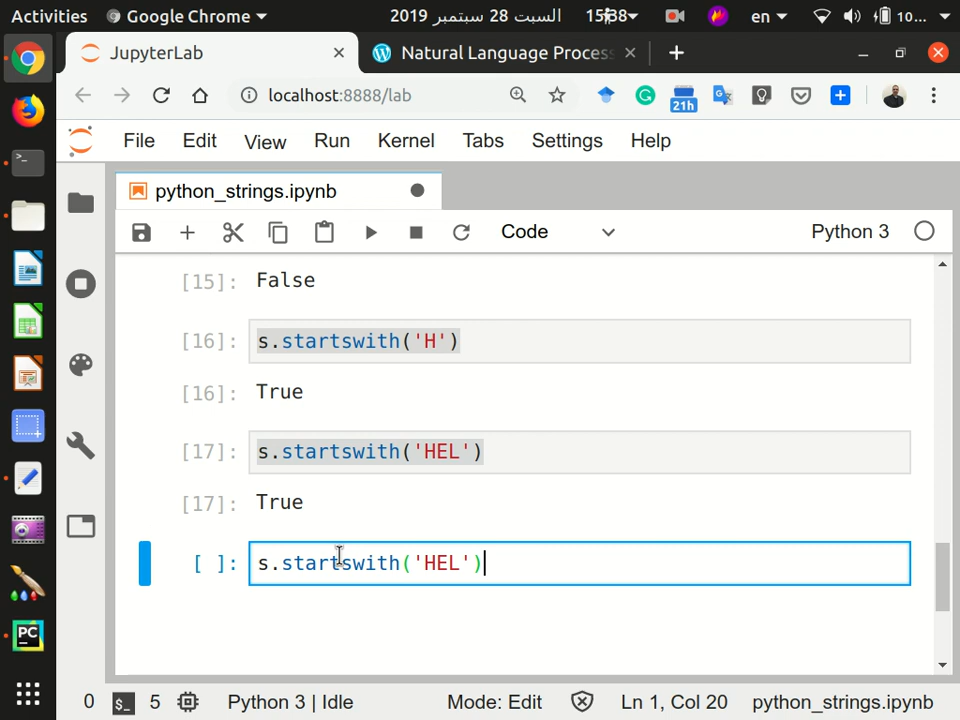 Activities Google Chrome 2019 السبت 28 سبتمبر 15:38 en 10...
JupyterLab Natural Language Process
localhost:8888/lab 21h
File Edit View Run Kernel Tabs Settings Help
python_strings.ipynb
Code Python 3
[15]: False
[16]: s.startswith('H')
[16]: True
[17]: s.startswith('HEL')
[17]: True
[ ]: s.startswith('HEL')
0 $_ 5 Python 3 | Idle Mode: Edit Ln 1, Col 20 python_strings.ipynb